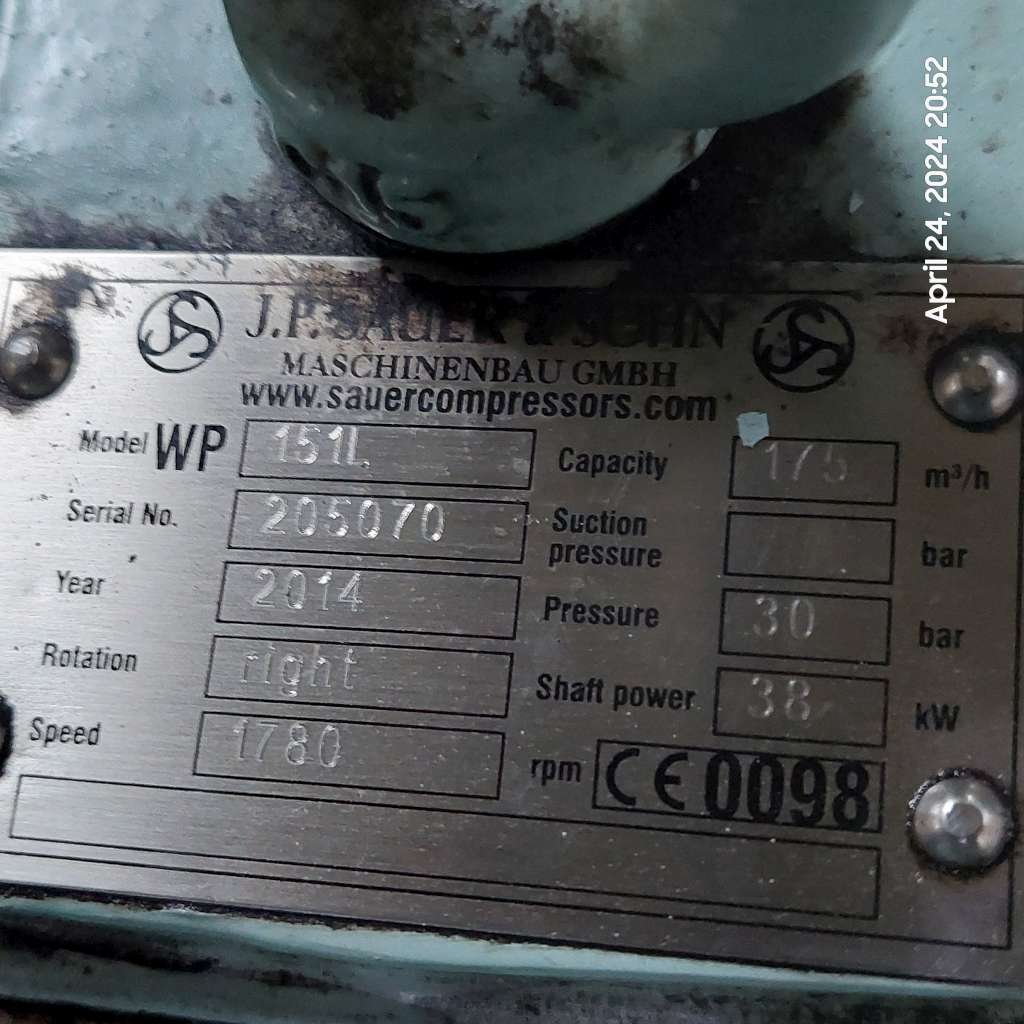 April 24, 2024 20:52
J.P. SAUER & SOHN
MASCHINENBAU GMBH
www.sauercompressors.com
Model WP 151L
Capacity 175 m³/h
Serial No. 205070
Suction pressure bar
Year 2014
Pressure 30 bar
Rotation right
Shaft power 38 kW
Speed 1780 rpm
CE 0098